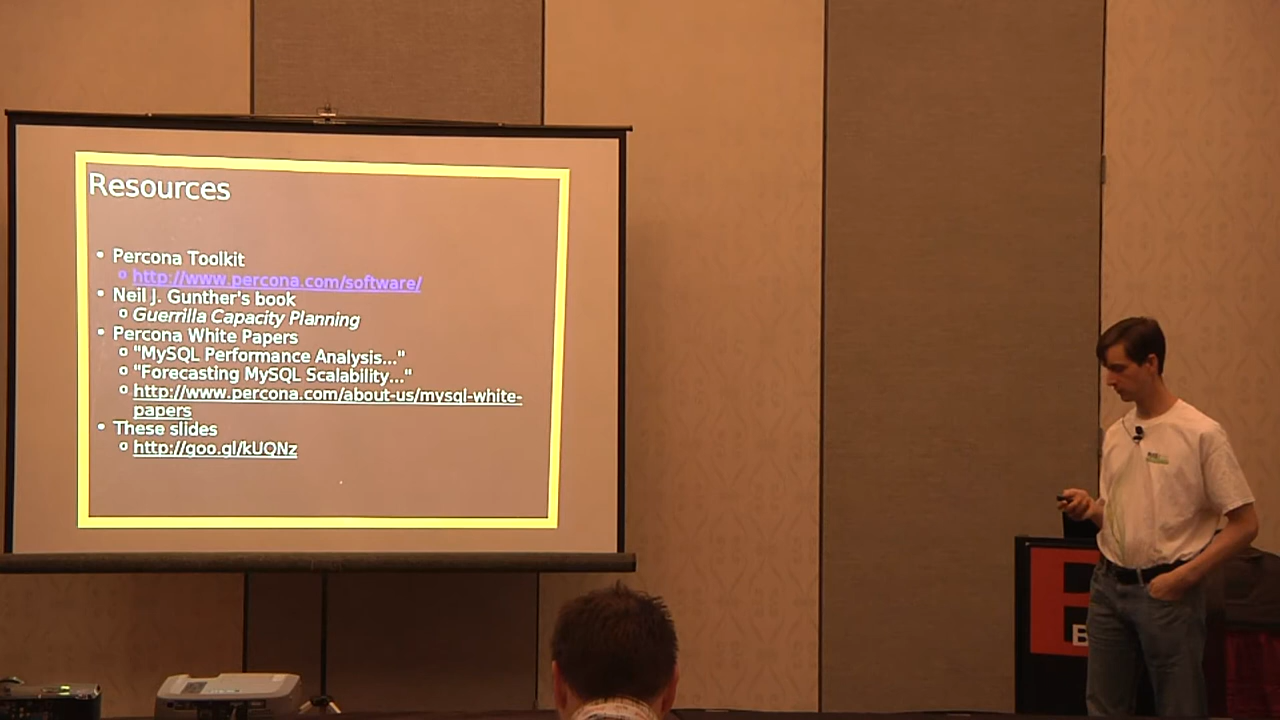 Resources
• Percona Toolkit
o http://www.percona.com/software/
• Neil J. Gunther's book
o Guerrilla Capacity Planning
• Percona White Papers
o "MySQL Performance Analysis..."
o "Forecasting MySQL Scalability..."
o http://www.percona.com/about-us/mysql-white-
papers
• These slides
o http://goo.gl/kUQNz
B